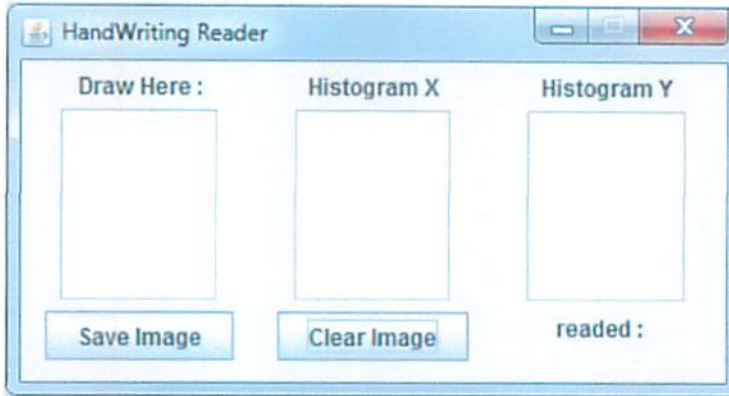 HandWriting Reader
Draw Here :
Histogram X
Histogram Y
Save Image
Clear Image
readed :